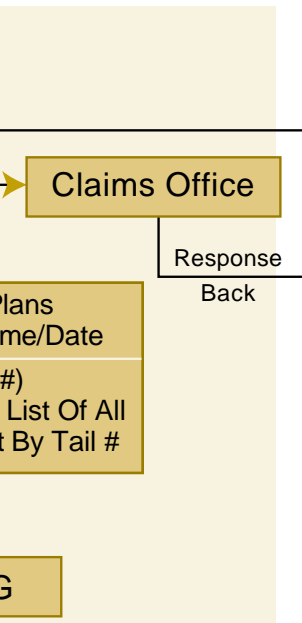 Claims Office
Response
Back
Plans
me/Date
#)
List Of All
t By Tail #
G